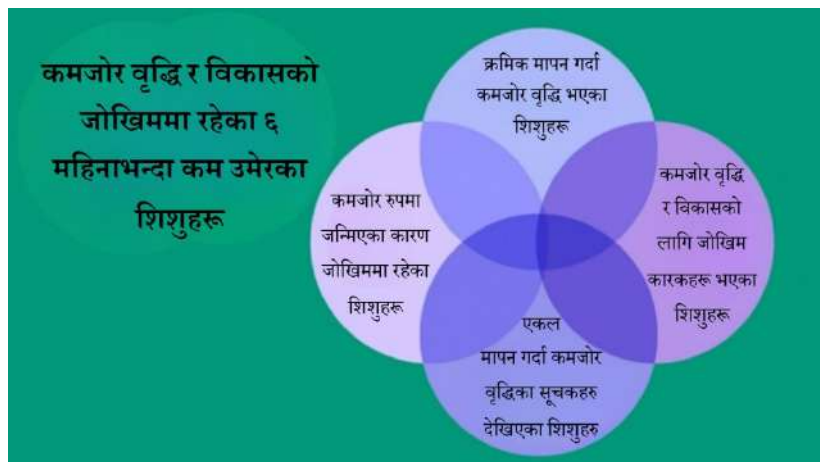 कमजोर वृद्धि र विकासको
जोखिममा रहेका ६
महिनाभन्दा कम उमेरका
शिशुहरू
क्रमिक मापन गर्दा
कमजोर वृद्धि भएका
शिशुहरू
कमजोर रुपमा
जन्मिएका कारण
जोखिममा रहेका
शिशुहरू
कमजोर वृद्धि
र विकासको
लागि जोखिम
कारकहरू भएका
शिशुहरू
एकल
मापन गर्दा कमजोर
वृद्धिका सूचकहरु
देखिएका शिशुहरु